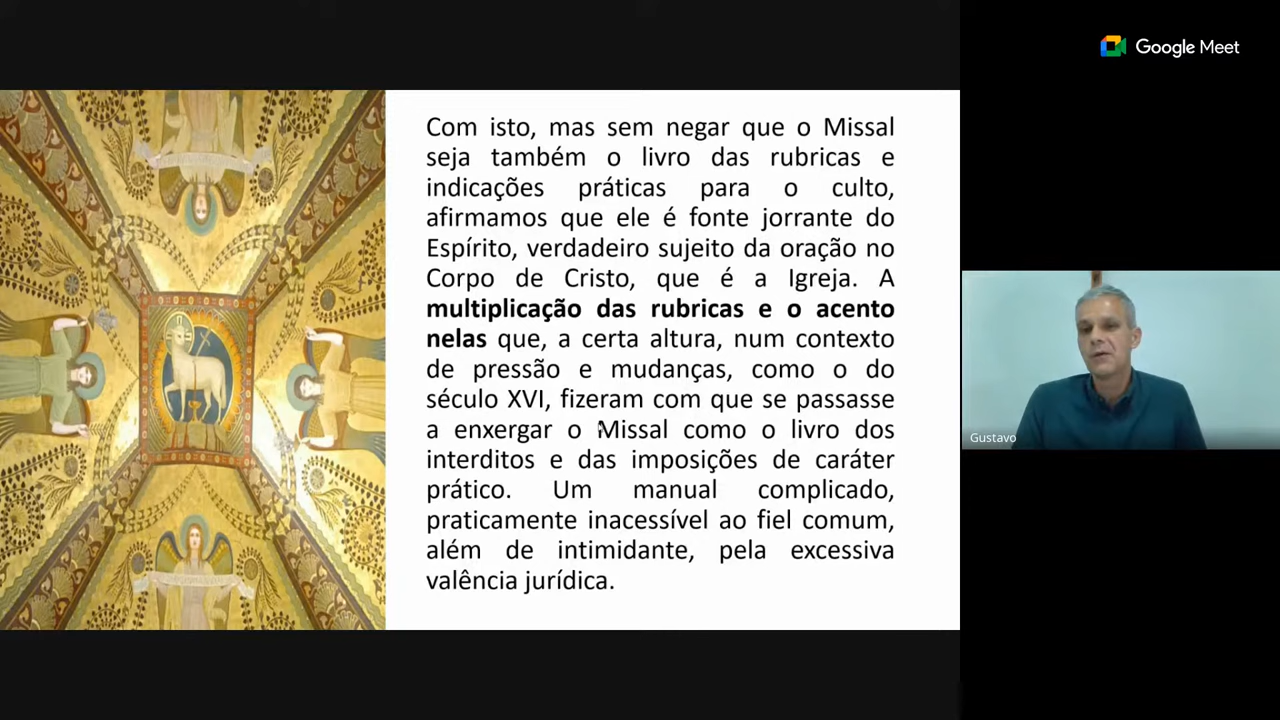 Google Meet
Com isto, mas sem negar que o Missal
seja também o livro das rubricas e
indicações práticas para o culto,
afirmamos que ele é fonte jorrante do
Espírito, verdadeiro sujeito da oração no
Corpo de Cristo, que é a Igreja. A
multiplicação das rubricas e o acento
nelas que, a certa altura, num contexto
de pressão e mudanças, como o do
século XVI, fizeram com que se passasse
a enxergar o Missal como o livro dos
interditos e das imposições de caráter
prático. Um manual complicado,
praticamente inacessível ao fiel comum,
além de intimidante, pela excessiva
valência jurídica.
Gustavo